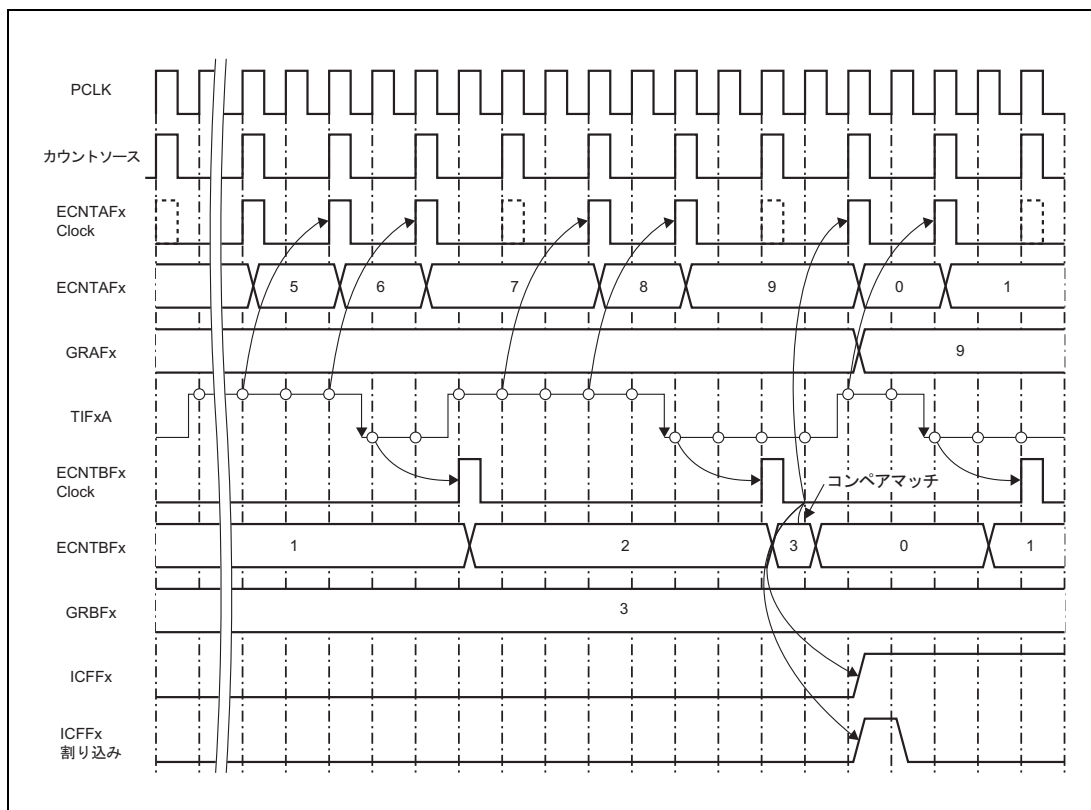 PCLK
カウントソース
ECNTAFx
Clock
ECNTAFx
5
6
7
8
9
0
1
GRAFx
9
TIFxA
ECNTBFx
Clock
コンペアマッチ
ECNTBFx
1
2
3
0
1
GRBFx
3
ICFFx
ICFFx
割り込み